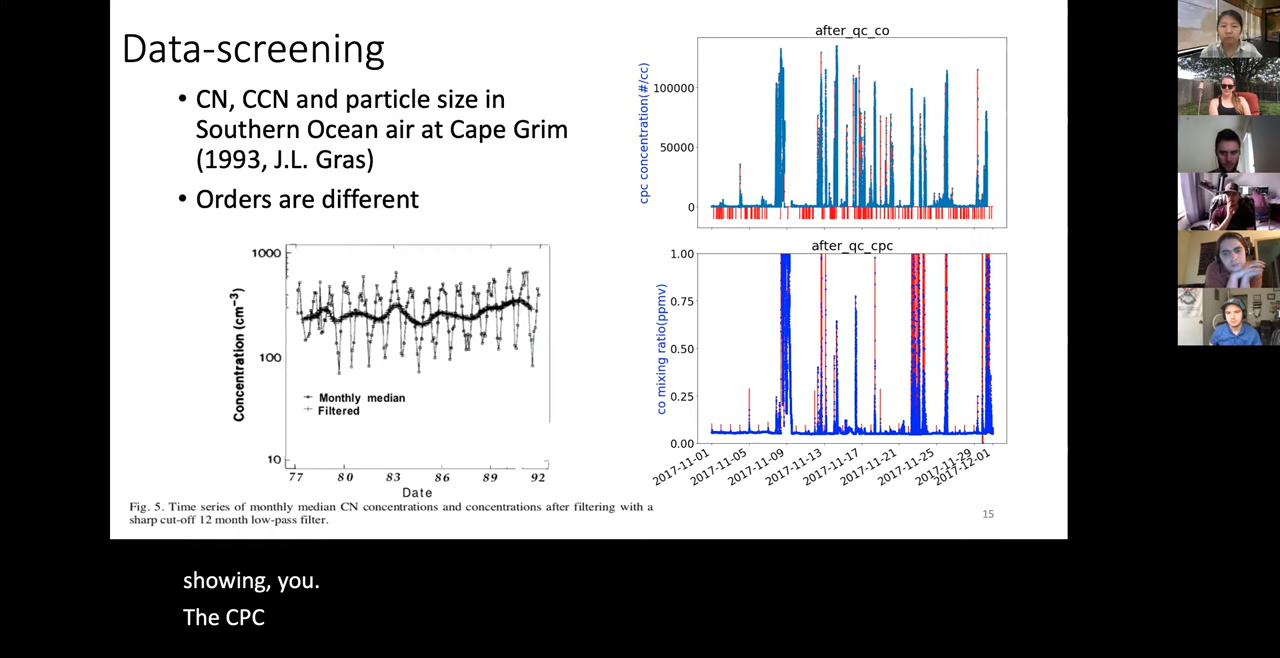 Data-screening
• CN, CCN and particle size in
Southern Ocean air at Cape Grim
(1993, J.L. Gras)
• Orders are different
1000
100
10
Concentration (cm⁻³)
Monthly median
Filtered
77 80 83 86 89 92
Date
Fig. 5. Time series of monthly median CN concentrations and concentrations after filtering with a
sharp cut-off 12 month low-pass filter.
after_qc_co
cpc concentration(#/cc)
100000
50000
0
after_qc_cpc
co mixing ratio(ppmv)
1.00
0.75
0.50
0.25
0.00
2017-11-01
2017-11-05
2017-11-09
2017-11-13
2017-11-17
2017-11-21
2017-11-25
2017-11-29
2017-12-01
15
showing, you.
The CPC